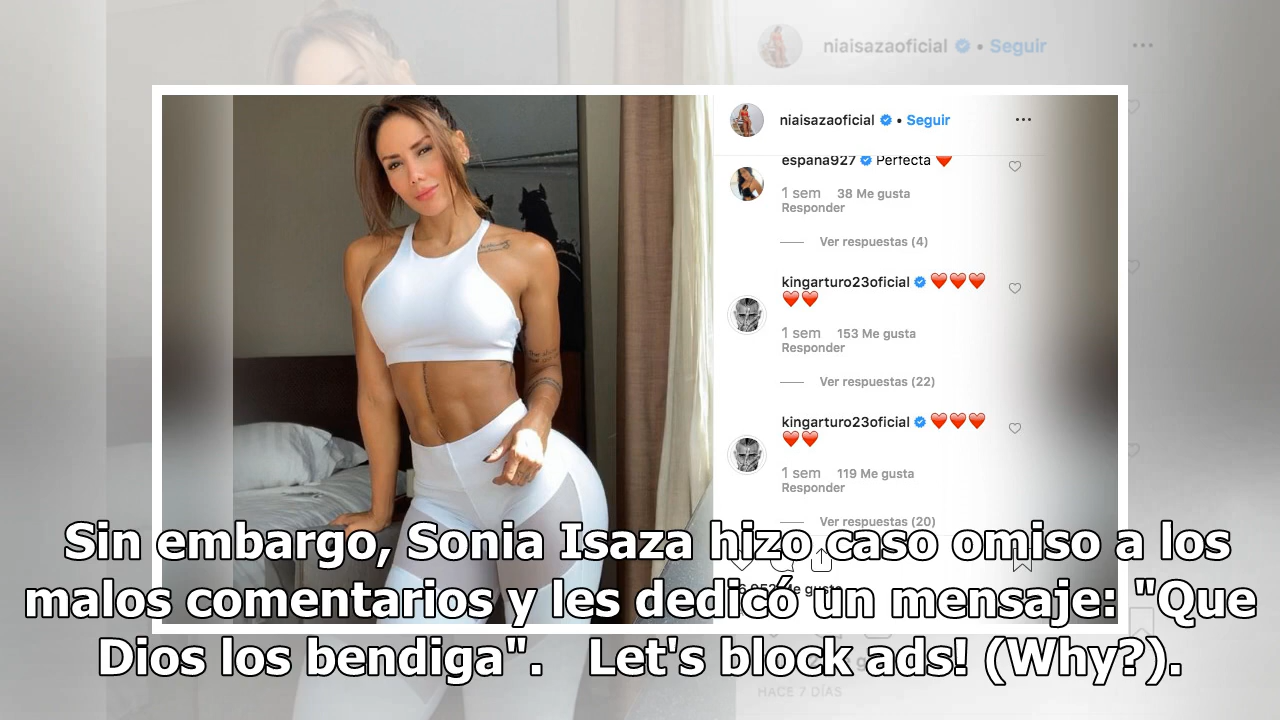 niaisazaoficial • Seguir
niaisazaoficial • Seguir
espana927 Perfecta ❤️
1 sem 38 Me gusta
Responder
Ver respuestas (4)
kingarturo23oficial ❤️❤️❤️
❤️❤️
1 sem 153 Me gusta
Responder
Ver respuestas (22)
kingarturo23oficial ❤️❤️❤️
❤️❤️
1 sem 119 Me gusta
Responder
Ver respuestas (20)
Sin embargo, Sonia Isaza hizo caso omiso a los
malos comentarios y les dedicó un mensaje: "Que
Dios los bendiga". Let's block ads! (Why?).
HACE 7 DÍAS